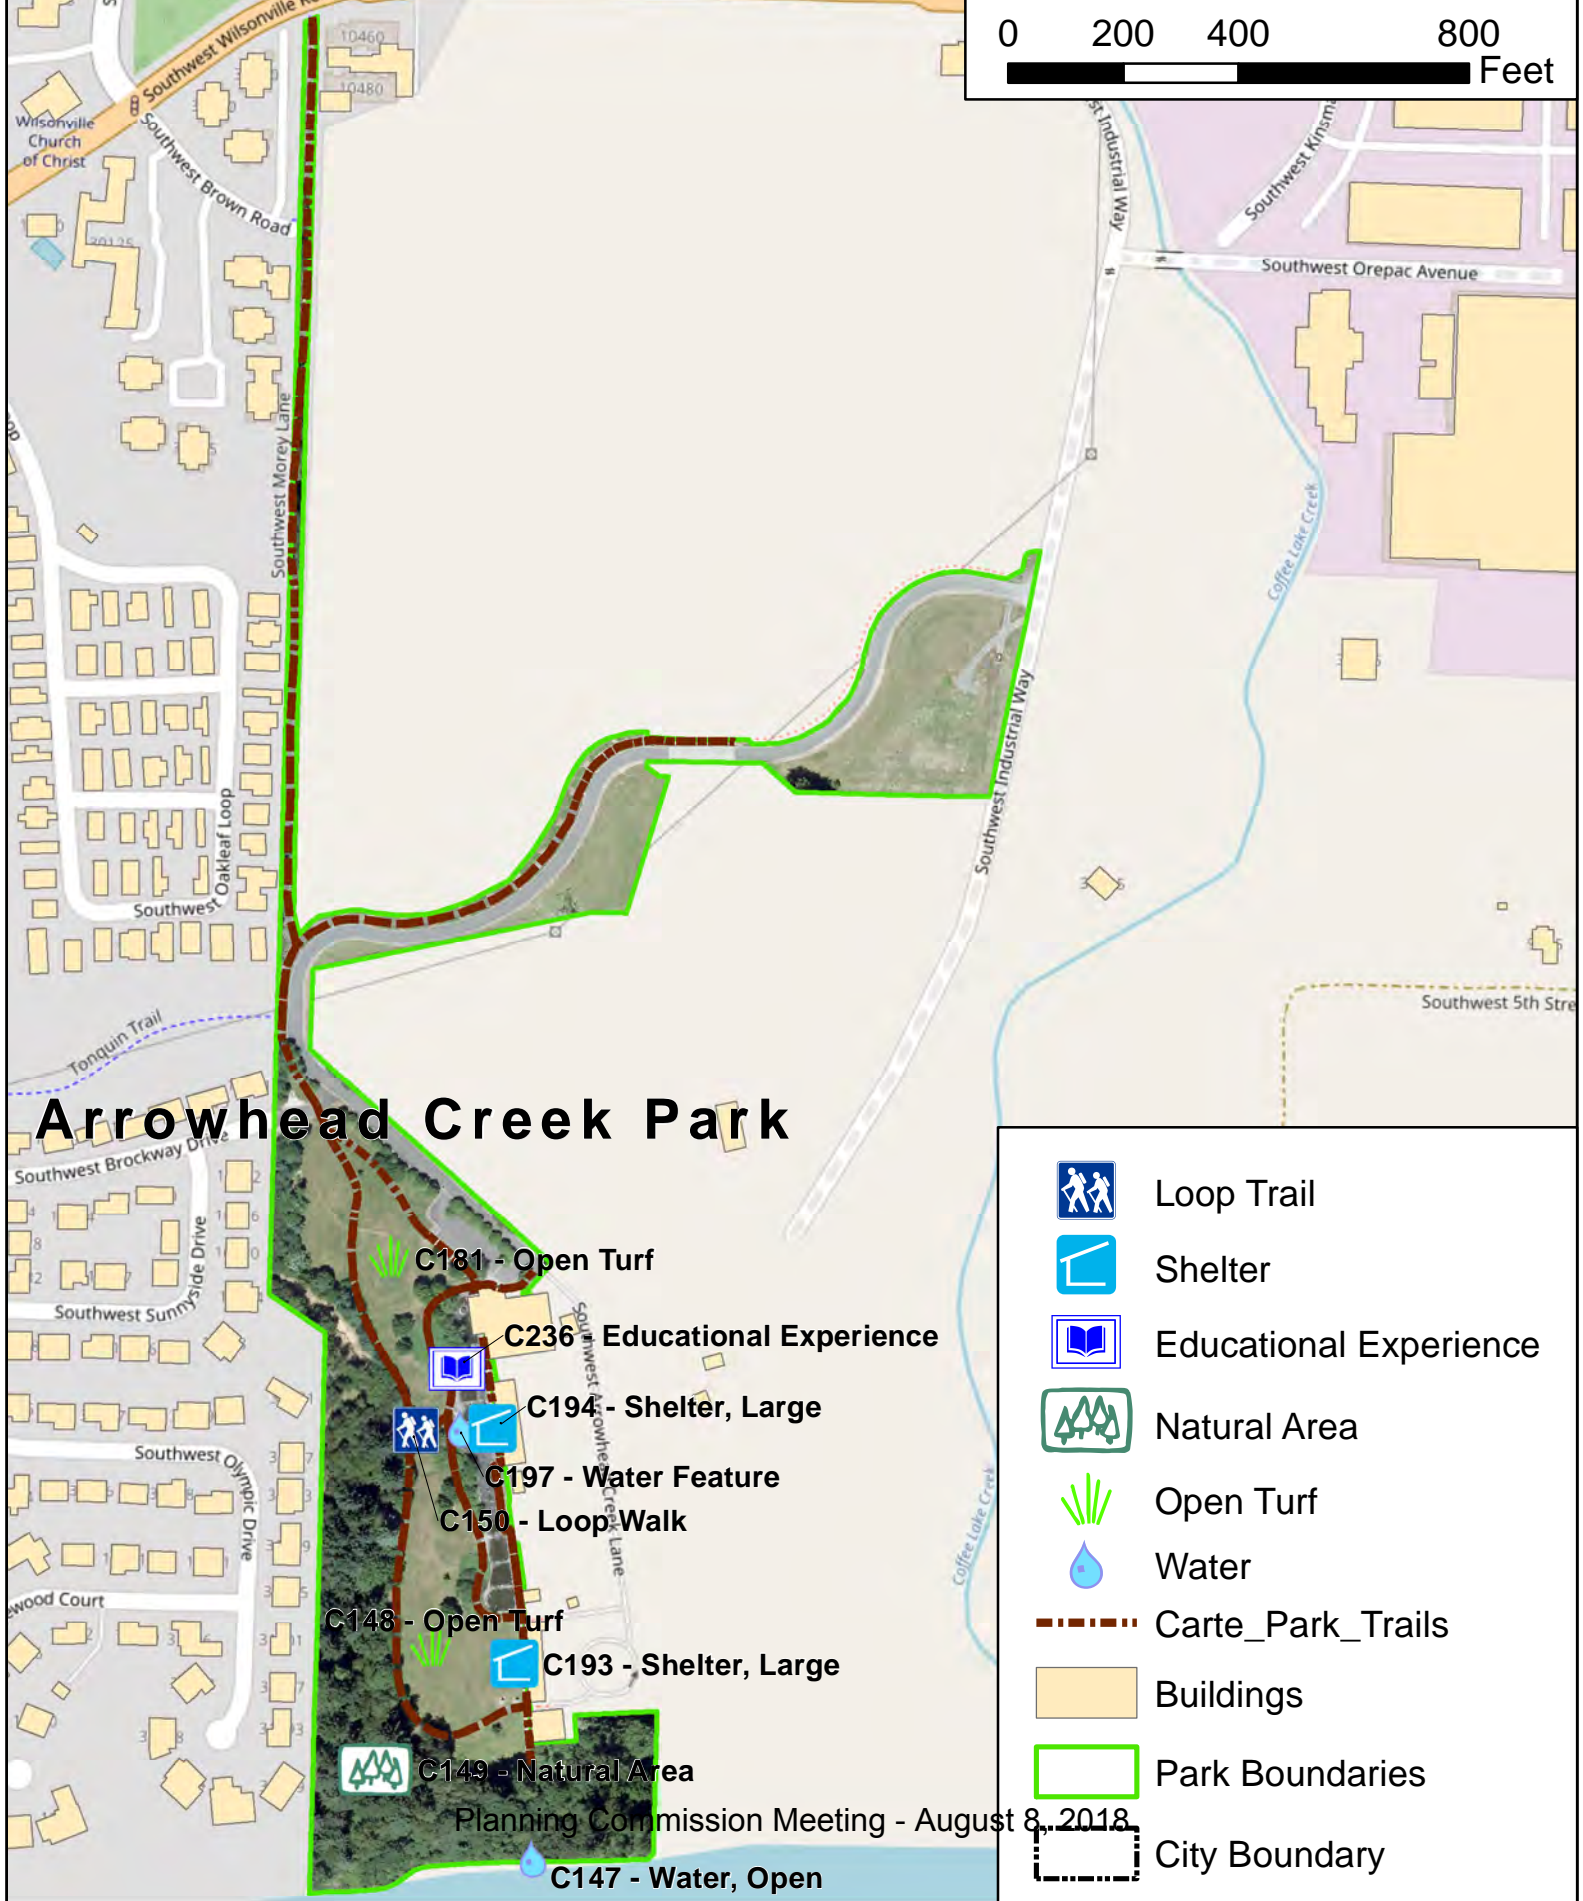 0 200 400 800
Feet
Southwest Wilsonville
10460
10480
Wilsonville
Church
of Christ
Southwest Brown Road
30125
Southwest Morey Lane
Industrial Way
Southwest Orepac Avenue
Coffee Lake Creek
Southwest Industrial Way
Southwest Oakleaf Loop
Southwest
Tonquin Trail
Southwest 5th Stre
Arrowhead Creek Park
Southwest Brockway Drive
Southwest Sunnyside Drive
C181 - Open Turf
C236 - Educational Experience
C194 - Shelter, Large
C197 - Water Feature
C150 - Loop Walk
Southwest Arrowhead Creek Lane
Southwest Olympic Drive
ewood Court
Coffee Lake Creek
C148 - Open Turf
C193 - Shelter, Large
C149 - Natural Area
Planning Commission Meeting - August 8, 2018
C147 - Water, Open
Loop Trail
Shelter
Educational Experience
Natural Area
Open Turf
Water
Carte_Park_Trails
Buildings
Park Boundaries
City Boundary